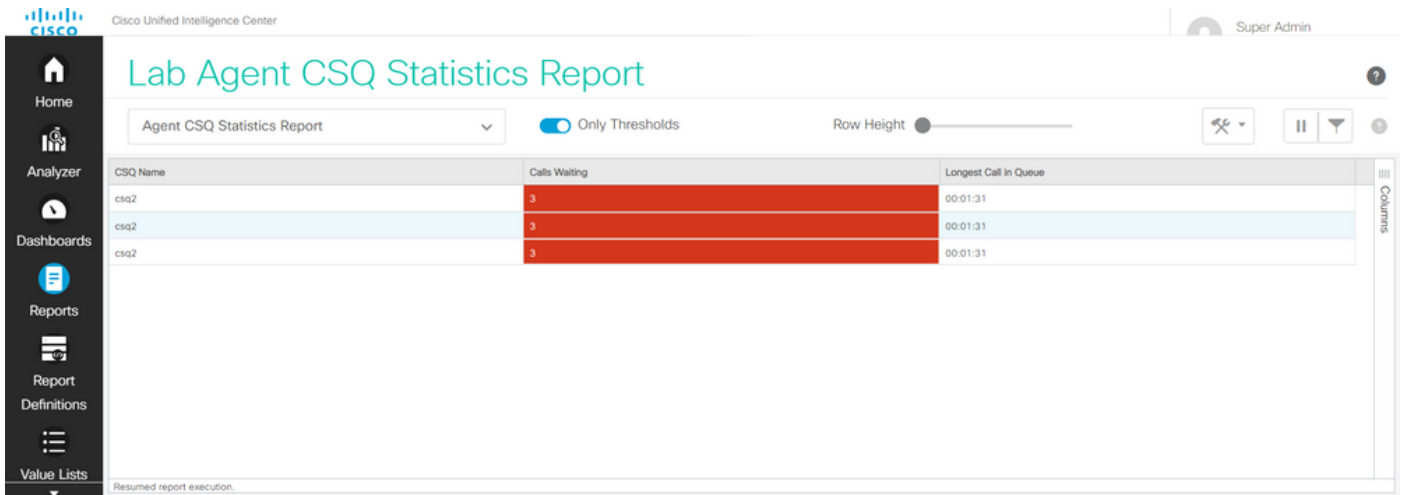 CISCO
Cisco Unified Intelligence Center
Super Admin
Home
Analyzer
Dashboards
Reports
Report
Definitions
Value Lists
Lab Agent CSQ Statistics Report
?
Agent CSQ Statistics Report
Only Thresholds
Row Height
?
CSQ Name Calls Waiting Longest Call in Queue
csq2 3 00:01:31
csq2 3 00:01:31
csq2 3 00:01:31
Columns
Resumed report execution.